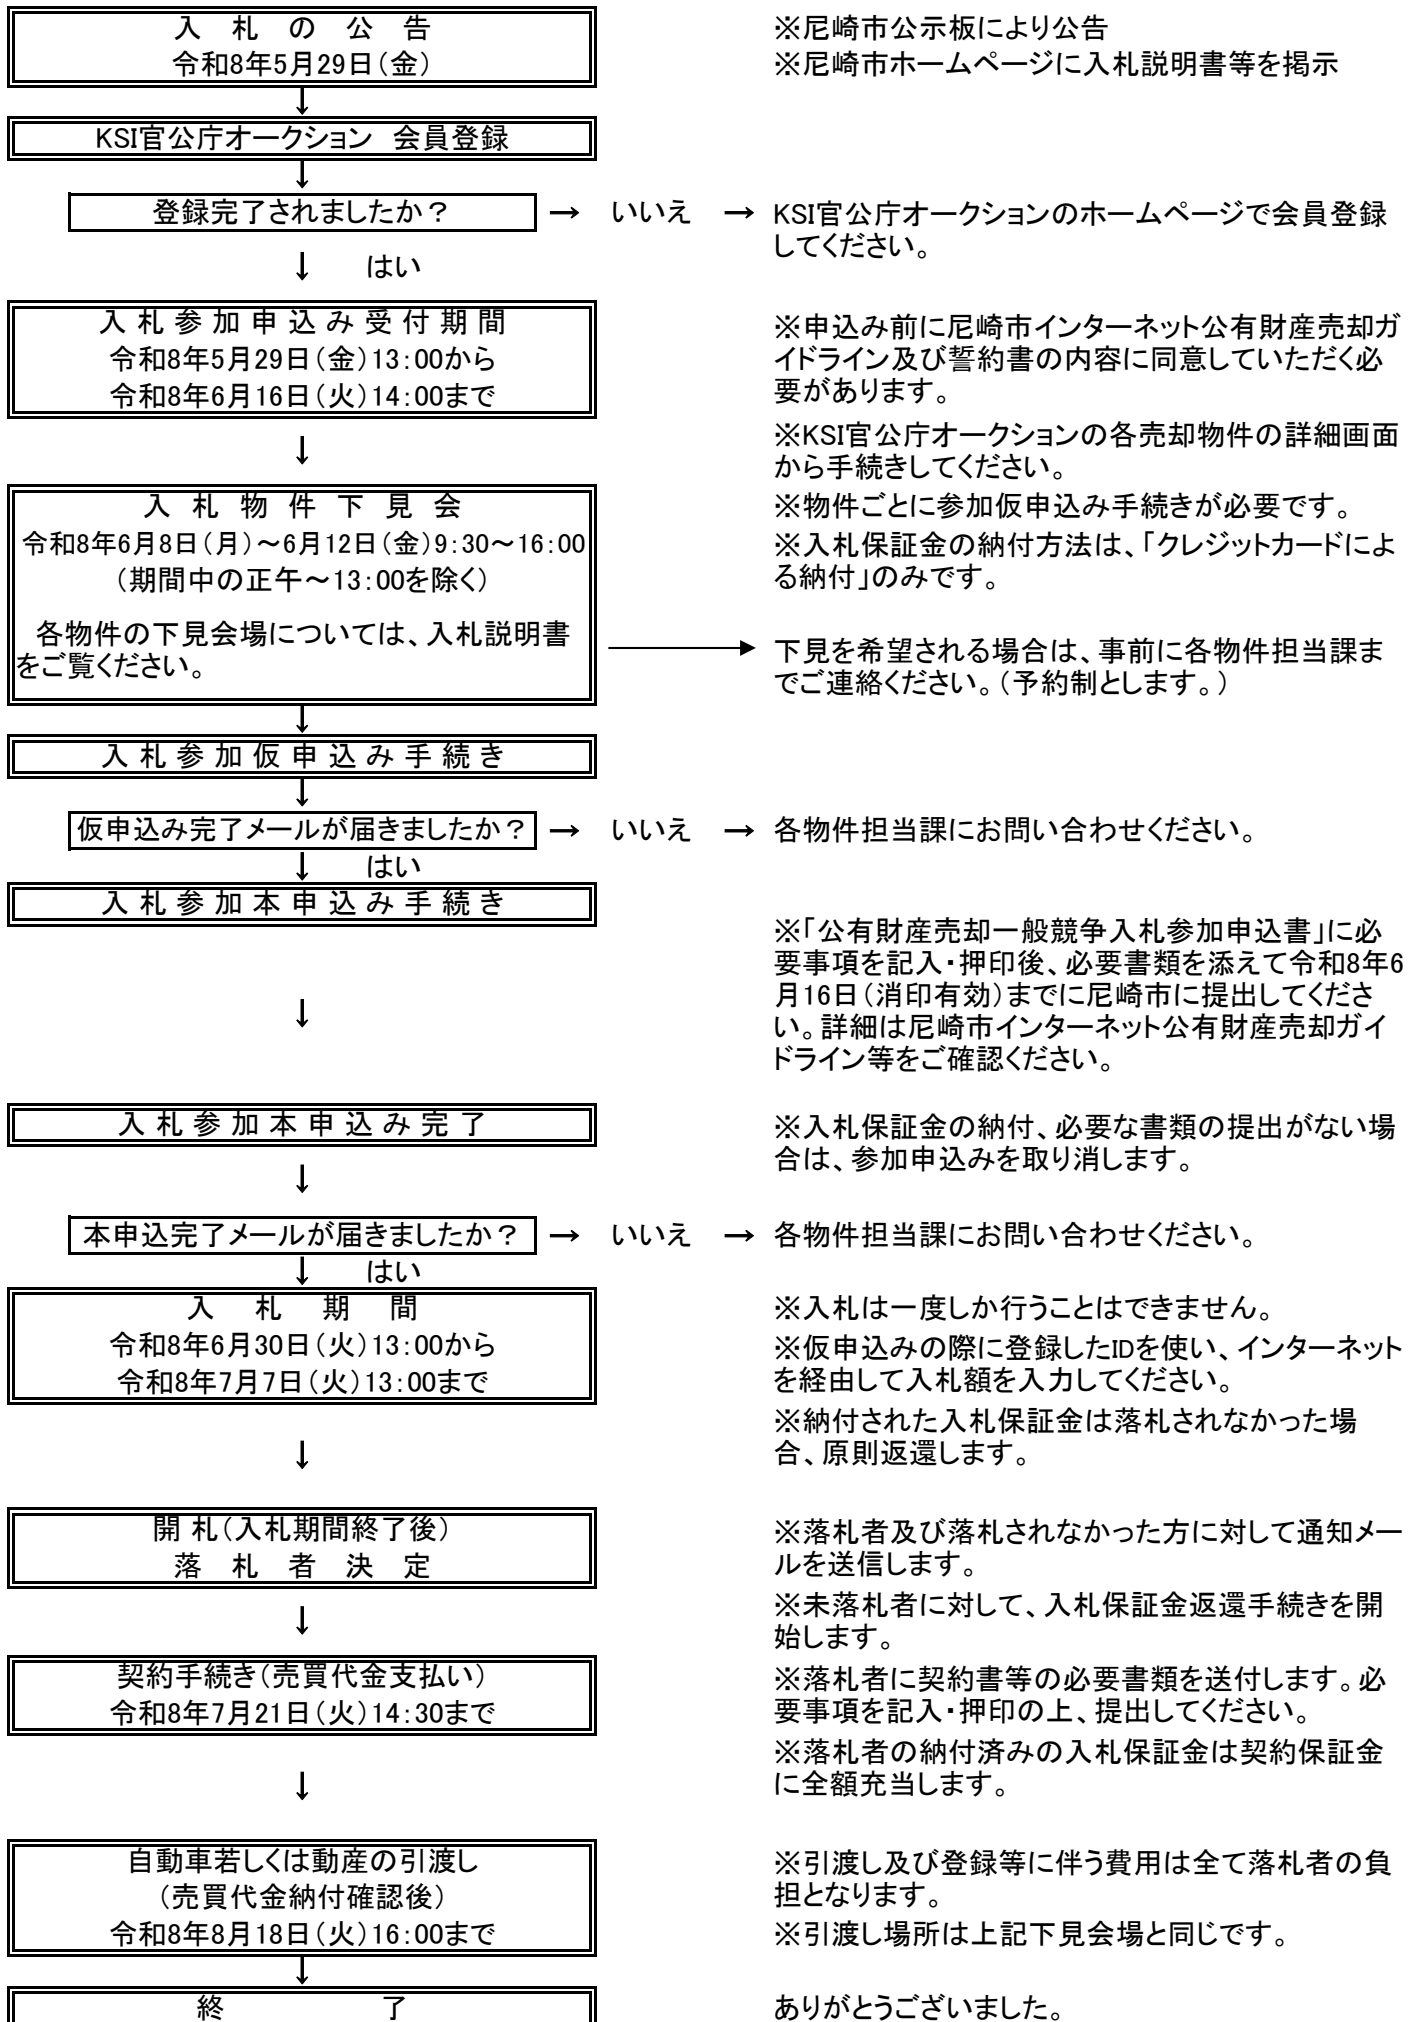 入　札　の　公　告
令和8年5月29日（金）
※尼崎市公示板により公告
※尼崎市ホームページに入札説明書等を掲示
↓
KSI官公庁オークション　会員登録
↓
登録完了されましたか？　→　いいえ　→　KSI官公庁オークションのホームページで会員登録
してください。
↓　はい
入 札 参 加 申 込 み 受 付 期 間
令和8年5月29日（金）13:00から
令和8年6月16日（火）14:00まで
※申込み前に尼崎市インターネット公有財産売却ガ
イドライン及び誓約書の内容に同意していただく必
要があります。
※KSI官公庁オークションの各売却物件の詳細画面
から手続きしてください。
※物件ごとに参加仮申込み手続きが必要です。
※入札保証金の納付方法は、「クレジットカードによ
る納付」のみです。
↓
入　札　物　件　下　見　会
令和8年6月8日（月）～6月12日（金）9:30～16:00
（期間中の正午～13:00を除く）
各物件の下見会場については、入札説明書
をご覧ください。
下見を希望される場合は、事前に各物件担当課ま
でご連絡ください。（予約制とします。）
↓
入 札 参 加 仮 申 込 み 手 続 き
↓
仮申込み完了メールが届きましたか？　→　いいえ　→　各物件担当課にお問い合わせください。
↓　はい
入 札 参 加 本 申 込 み 手 続 き
※「公有財産売却一般競争入札参加申込書」に必
要事項を記入・押印後、必要書類を添えて令和8年6
月16日（消印有効）までに尼崎市に提出してくださ
い。詳細は尼崎市インターネット公有財産売却ガイ
ドライン等をご確認ください。
↓
入 札 参 加 本 申 込 み 完 了
※入札保証金の納付、必要な書類の提出がない場
合は、参加申込みを取り消します。
↓
本申込完了メールが届きましたか？　→　いいえ　→　各物件担当課にお問い合わせください。
↓　はい
入　札　期　間
令和8年6月30日（火）13:00から
令和8年7月7日（火）13:00まで
※入札は一度しか行うことはできません。
※仮申込みの際に登録したIDを使い、インターネット
を経由して入札額を入力してください。
※納付された入札保証金は落札されなかった場
合、原則返還します。
↓
開 札（入札期間終了後）
落　札　者　決　定
※落札者及び落札されなかった方に対して通知メー
ルを送信します。
※未落札者に対して、入札保証金返還手続きを開
始します。
↓
契約手続き（売買代金支払い）
令和8年7月21日（火）14:30まで
※落札者に契約書等の必要書類を送付します。必
要事項を記入・押印の上、提出してください。
※落札者の納付済みの入札保証金は契約保証金
に全額充当します。
↓
自動車若しくは動産の引渡し
（売買代金納付確認後）
令和8年8月18日（火）16:00まで
※引渡し及び登録等に伴う費用は全て落札者の負
担となります。
※引渡し場所は上記下見会場と同じです。
↓
終　　　　　了
ありがとうございました。